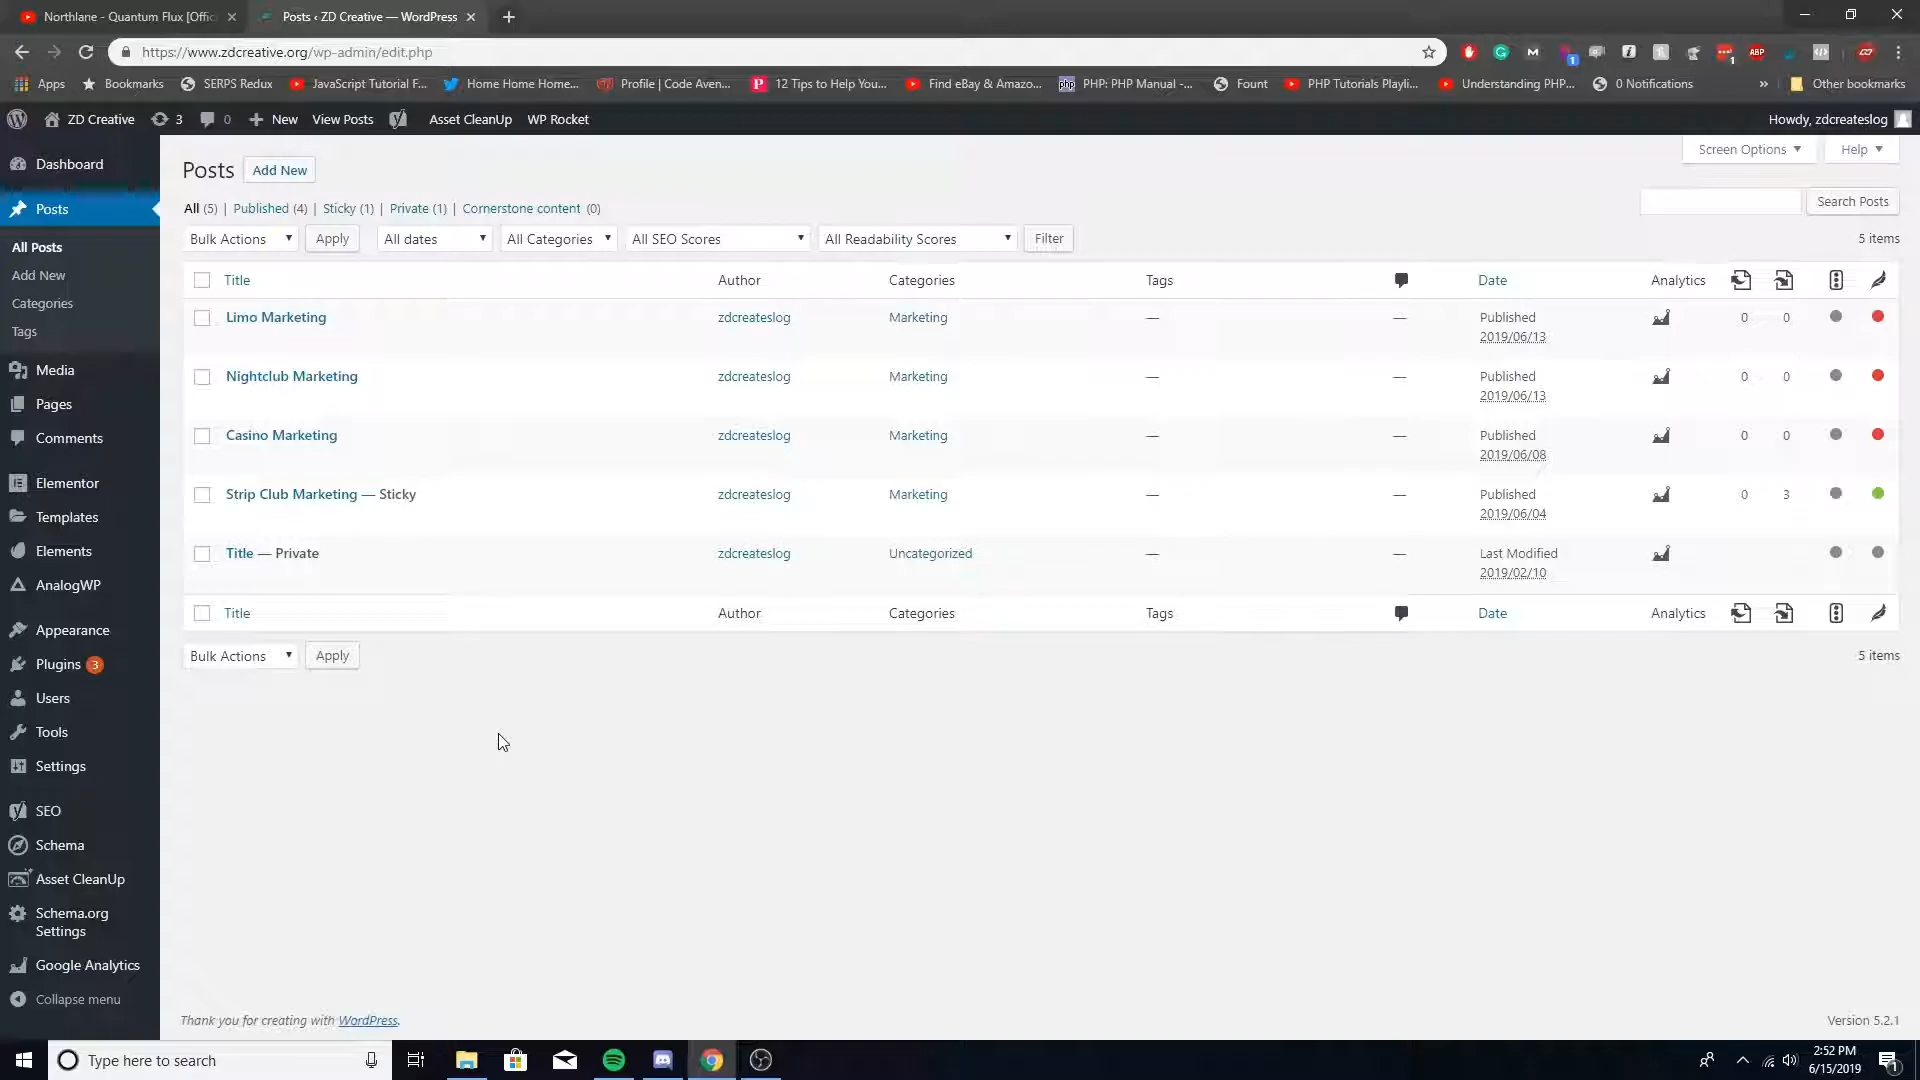 Northlane - Quantum Flux [Offic
Posts ‹ ZD Creative — WordPress
https://www.zdcreative.org/wp-admin/edit.php
1
1
ABP
Apps
Bookmarks
SERPS Redux
JavaScript Tutorial F...
Home Home Home...
Profile | Code Aven...
12 Tips to Help You...
Find eBay & Amazo...
php
PHP: PHP Manual -...
Fount
PHP Tutorials Playli...
Understanding PHP...
0 Notifications
»
Other bookmarks
ZD Creative
3
0
New
View Posts
Asset CleanUp
WP Rocket
Howdy, zdcreateslog
Dashboard
Posts
All Posts
Add New
Categories
Tags
Media
Pages
Comments
Elementor
Templates
Elements
AnalogWP
Appearance
Plugins 3
Users
Tools
Settings
SEO
Schema
Asset CleanUp
Schema.org
Settings
Google Analytics
Collapse menu
Screen Options
Help
Posts Add New
All (5) | Published (4) | Sticky (1) | Private (1) | Cornerstone content (0)
Search Posts
Bulk Actions Apply All dates All Categories All SEO Scores All Readability Scores Filter 5 items
Title Author Categories Tags Date Analytics
Limo Marketing zdcreateslog Marketing — — Published 0 0
2019/06/13
Nightclub Marketing zdcreateslog Marketing — — Published 0 0
2019/06/13
Casino Marketing zdcreateslog Marketing — — Published 0 0
2019/06/08
Strip Club Marketing — Sticky zdcreateslog Marketing — — Published 0 3
2019/06/04
Title — Private zdcreateslog Uncategorized — — Last Modified
2019/02/10
Title Author Categories Tags Date Analytics
Bulk Actions Apply 5 items
Thank you for creating with WordPress.
Version 5.2.1
Type here to search
2:52 PM
6/15/2019
1